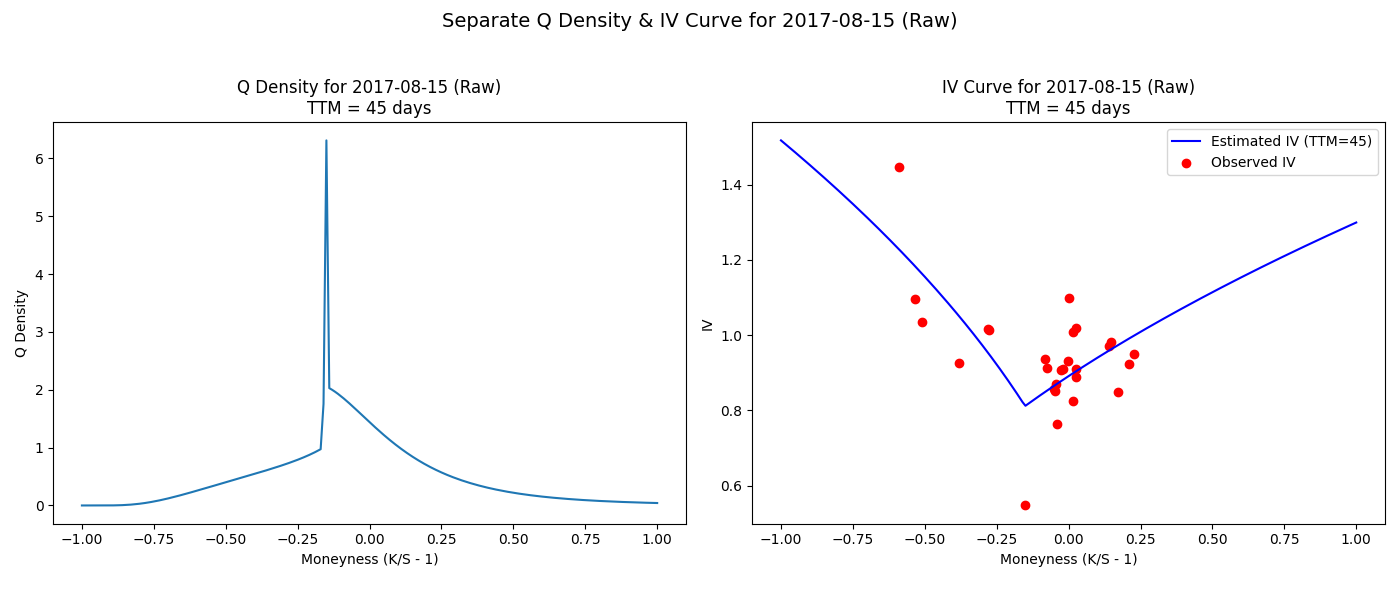 Separate Q Density & IV Curve for 2017-08-15 (Raw)
Q Density for 2017-08-15 (Raw)
TTM = 45 days
Q Density
6
5
4
3
2
1
0
−1.00 −0.75 −0.50 −0.25 0.00 0.25 0.50 0.75 1.00
Moneyness (K/S - 1)
IV Curve for 2017-08-15 (Raw)
TTM = 45 days
Estimated IV (TTM=45)
Observed IV
IV
1.4
1.2
1.0
0.8
0.6
−1.00 −0.75 −0.50 −0.25 0.00 0.25 0.50 0.75 1.00
Moneyness (K/S - 1)